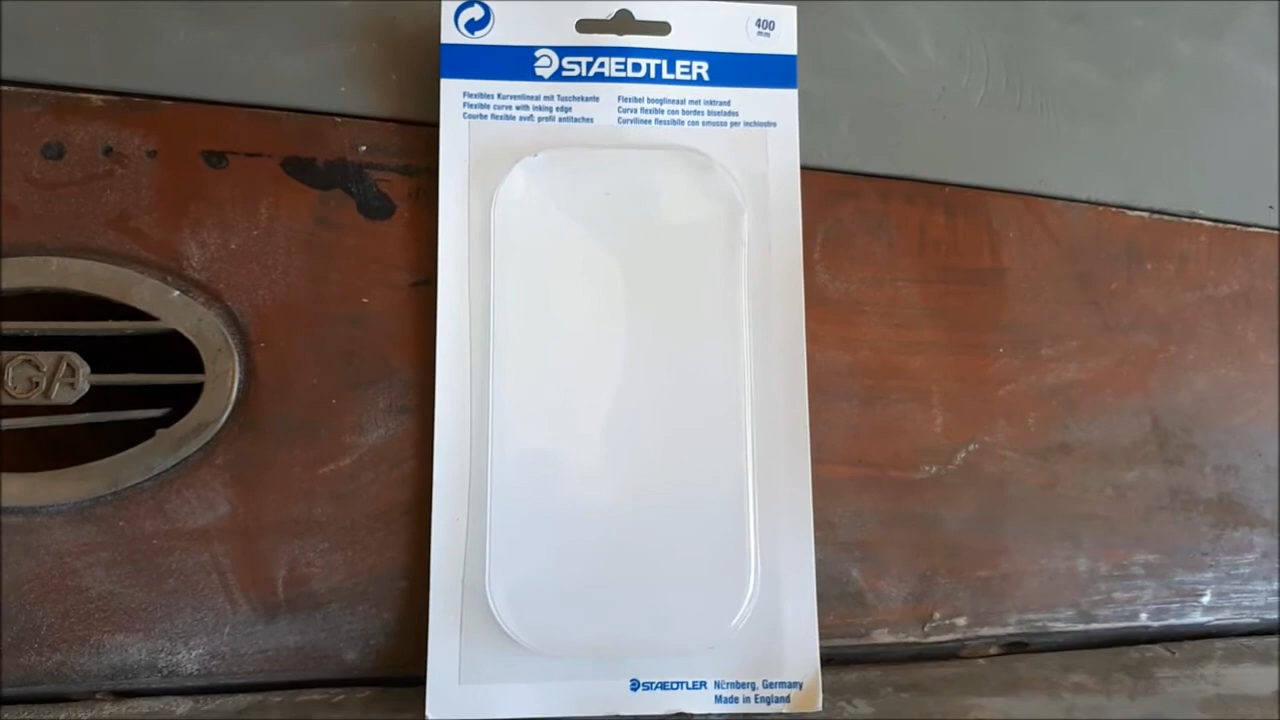 400
mm
STAEDTLER
Flexibles Kurvenlineal mit Tuschekante
Flexible curve with inking edge
Courbe flexible avec profil antitaches
Flexibel booglineaal met inktrand
Curva flexible con bordes biselados
Curvilinee flessibile con smusso per inchiostro
GA
STAEDTLER Nürnberg, Germany
Made in England